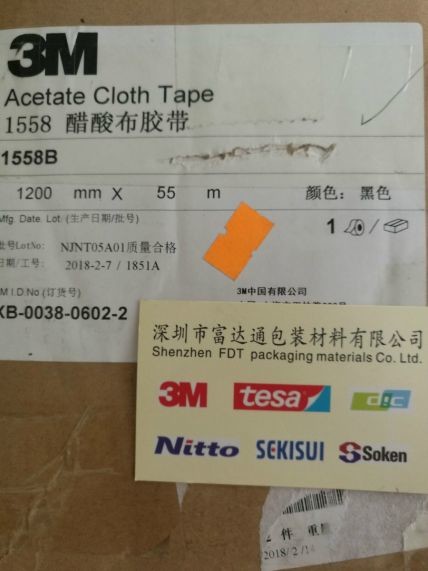 3M
Acetate Cloth Tape
1558 醋酸布胶带
1558B
1200 mm X 55 m 颜色：黑色
Mfg. Date. Lot. (生产日期/批号) 1
批号LotNo: NJNT05A01质量合格
日期/工号: 2018-2-7 / 1851A
M I.D.No (订货号)
XB-0038-0602-2
3M中国有限公司
深圳市富达通包装材料有限公司
Shenzhen FDT packaging materials Co. Ltd.
3M tesa dic
Nitto SEKISUI Soken
件 重量
2018/2/14